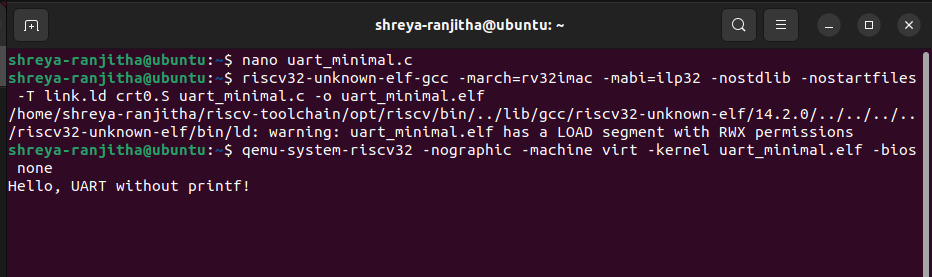 shreya-ranjitha@ubuntu: ~
shreya-ranjitha@ubuntu:~$ nano uart_minimal.c
shreya-ranjitha@ubuntu:~$ riscv32-unknown-elf-gcc -march=rv32imac -mabi=ilp32 -nostdlib -nostartfiles
 -T link.ld crt0.S uart_minimal.c -o uart_minimal.elf
/home/shreya-ranjitha/riscv-toolchain/opt/riscv/bin/../lib/gcc/riscv32-unknown-elf/14.2.0/../../../..
/riscv32-unknown-elf/bin/ld: warning: uart_minimal.elf has a LOAD segment with RWX permissions
shreya-ranjitha@ubuntu:~$ qemu-system-riscv32 -nographic -machine virt -kernel uart_minimal.elf -bios
 none
Hello, UART without printf!